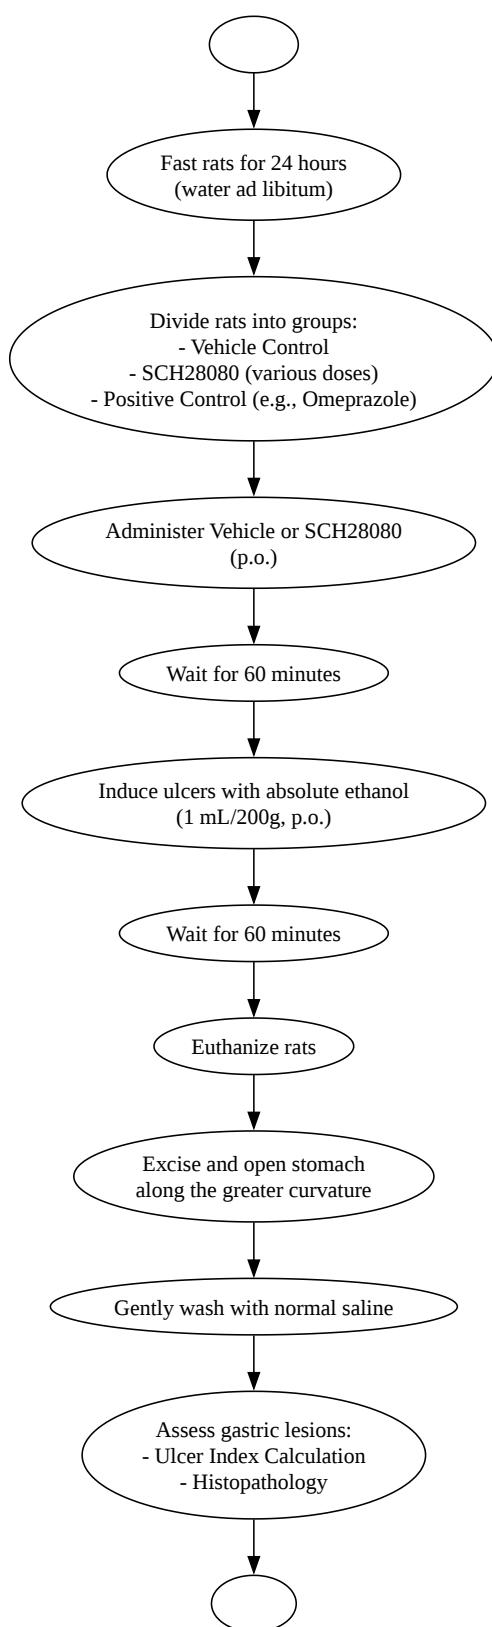 Fast rats for 24 hours
(water ad libitum)
Divide rats into groups:
- Vehicle Control
- SCH28080 (various doses)
- Positive Control (e.g., Omeprazole)
Administer Vehicle or SCH28080
(p.o.)
Wait for 60 minutes
Induce ulcers with absolute ethanol
(1 mL/200g, p.o.)
Wait for 60 minutes
Euthanize rats
Excise and open stomach
along the greater curvature
Gently wash with normal saline
Assess gastric lesions:
- Ulcer Index Calculation
- Histopathology